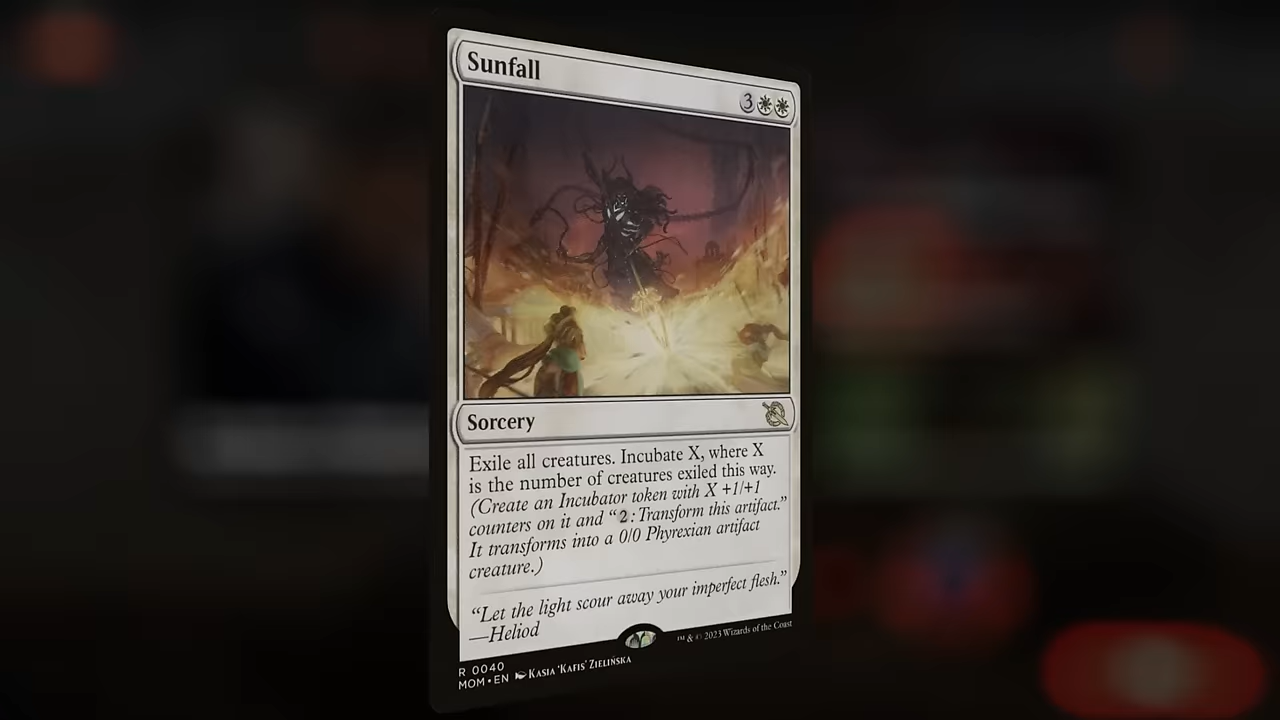 Sunfall
3
Sorcery
Exile all creatures. Incubate X, where X
is the number of creatures exiled this way.
(Create an Incubator token with X +1/+1
counters on it and “2: Transform this artifact.”
It transforms into a 0/0 Phyrexian artifact
creature.)
“Let the light scour away your imperfect flesh.”
—Heliod
™ & © 2023 Wizards of the Coast
R 0040
MOM • EN KASIA ‘KAFIS’ ZIELIŃSKA